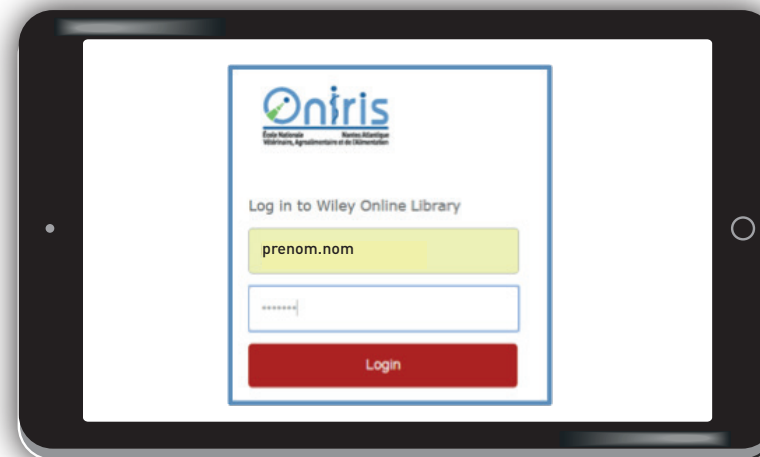 Oniris
École Nationale Nantes Atlantique
Vétérinaire, Agroalimentaire et de l'Alimentation
Log in to Wiley Online Library
prenom.nom
•••••••
Login